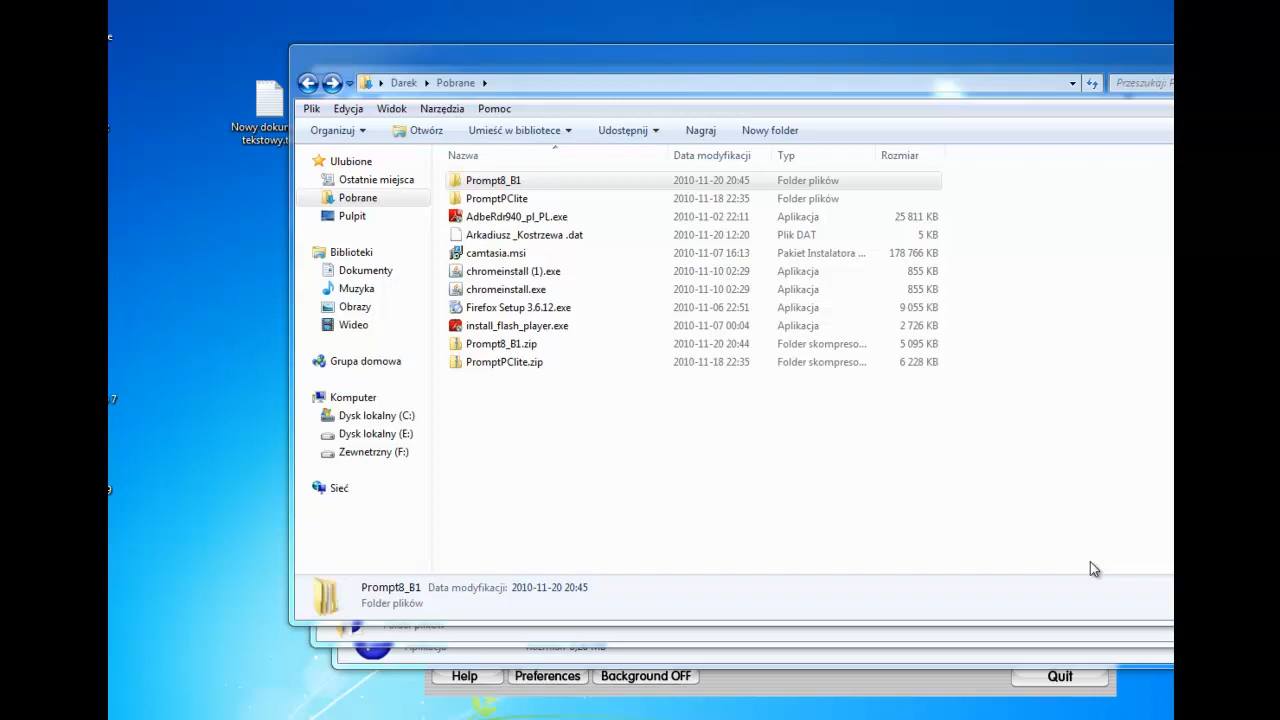 e
Darek Pobrane Przeszukaj: P
Plik Edycja Widok Narzędzia Pomoc
Nowy dokum
tekstowy.t
Organizuj Otwórz Umieść w bibliotece Udostępnij Nagraj Nowy folder
Nazwa Data modyfikacji Typ Rozmiar
Ulubione
Ostatnie miejsca
Pobrane
Pulpit
Biblioteki
Dokumenty
Muzyka
Obrazy
Wideo
Grupa domowa
Komputer
Dysk lokalny (C:)
Dysk lokalny (E:)
Zewnetrzny (F:)
Sieć
Prompt8_B1 2010-11-20 20:45 Folder plików
PromptPClite 2010-11-18 22:35 Folder plików
AdbeRdr940_pl_PL.exe 2010-11-02 22:11 Aplikacja 25 811 KB
Arkadiusz _Kostrzewa .dat 2010-11-20 12:20 Plik DAT 5 KB
camtasia.msi 2010-11-07 16:13 Pakiet Instalatora ... 178 766 KB
chromeinstall (1).exe 2010-11-10 02:29 Aplikacja 855 KB
chromeinstall.exe 2010-11-10 02:29 Aplikacja 855 KB
Firefox Setup 3.6.12.exe 2010-11-06 22:51 Aplikacja 9 055 KB
install_flash_player.exe 2010-11-07 00:04 Aplikacja 2 726 KB
Prompt8_B1.zip 2010-11-20 20:44 Folder skompreso... 5 095 KB
PromptPClite.zip 2010-11-18 22:35 Folder skompreso... 6 228 KB
7
9
Prompt8_B1 Data modyfikacji: 2010-11-20 20:45
Folder plików
Folder plików
Aplikacja Rozmiar 6,20 MB
Help Preferences Background OFF Quit